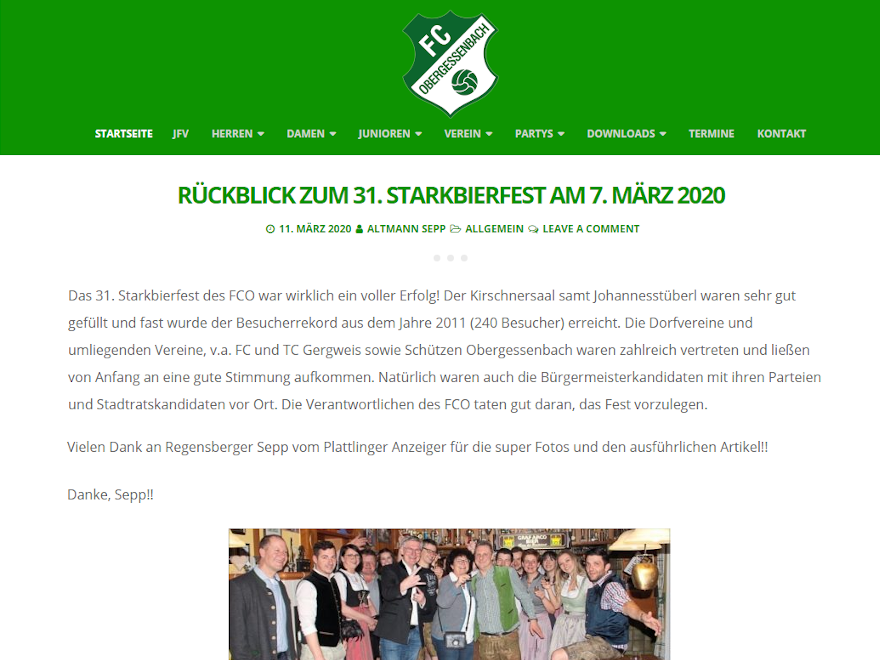 FC
OBERGESSENBACH
STARTSEITE JFV HERREN DAMEN JUNIOREN VEREIN PARTYS DOWNLOADS TERMINE KONTAKT
RÜCKBLICK ZUM 31. STARKBIERFEST AM 7. MÄRZ 2020
11. MÄRZ 2020 ALTMANN SEPP ALLGEMEIN LEAVE A COMMENT
Das 31. Starkbierfest des FCO war wirklich ein voller Erfolg! Der Kirschnersaal samt Johannesstüberl waren sehr gut
gefüllt und fast wurde der Besucherrekord aus dem Jahre 2011 (240 Besucher) erreicht. Die Dorfvereine und
umliegenden Vereine, v.a. FC und TC Gergweis sowie Schützen Obergessenbach waren zahlreich vertreten und ließen
von Anfang an eine gute Stimmung aufkommen. Natürlich waren auch die Bürgermeisterkandidaten mit ihren Parteien
und Stadtratskandidaten vor Ort. Die Verantwortlichen des FCO taten gut daran, das Fest vorzulegen.
Vielen Dank an Regensberger Sepp vom Plattlinger Anzeiger für die super Fotos und den ausführlichen Artikel!!
Danke, Sepp!!
GRAF ARCO